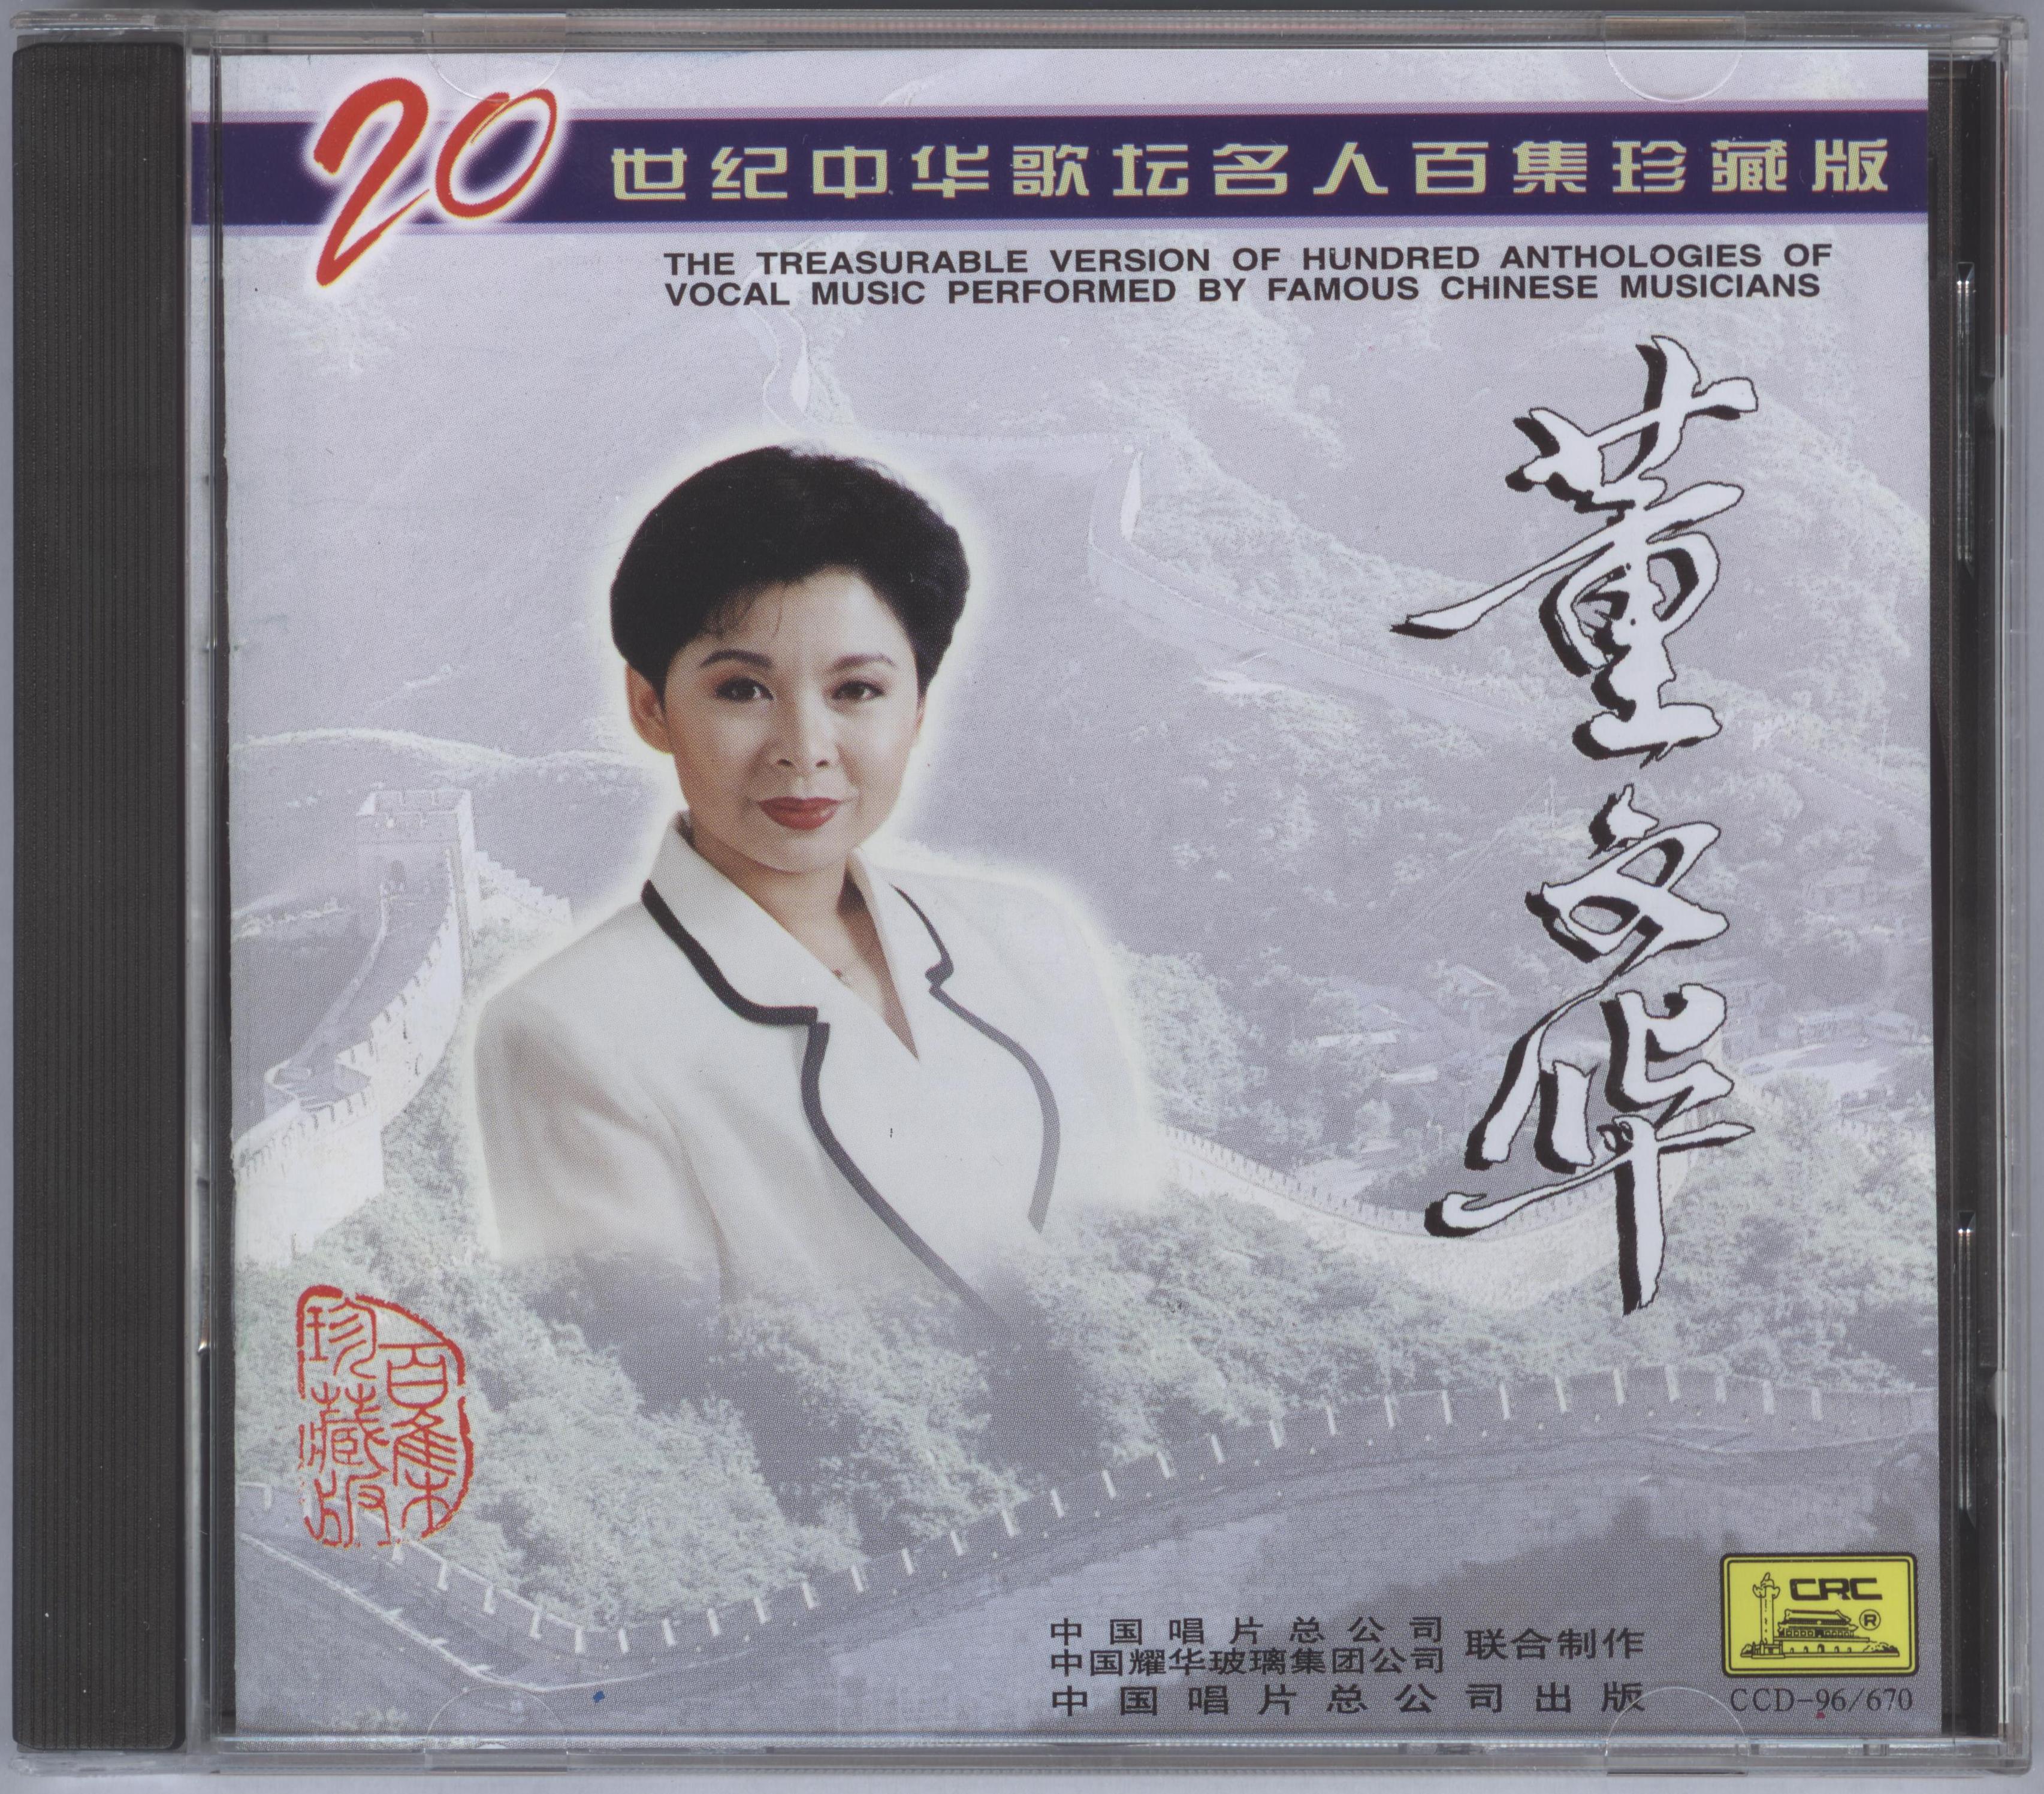 20世纪中华歌坛名人百集珍藏版
THE TREASURABLE VERSION OF HUNDRED ANTHOLOGIES OF
VOCAL MUSIC PERFORMED BY FAMOUS CHINESE MUSICIANS
董文华
百集
珍藏版
中国唱片总公司
中国耀华玻璃集团公司
联合制作
中国唱片总公司出版
CRC
®
CCD-96/670